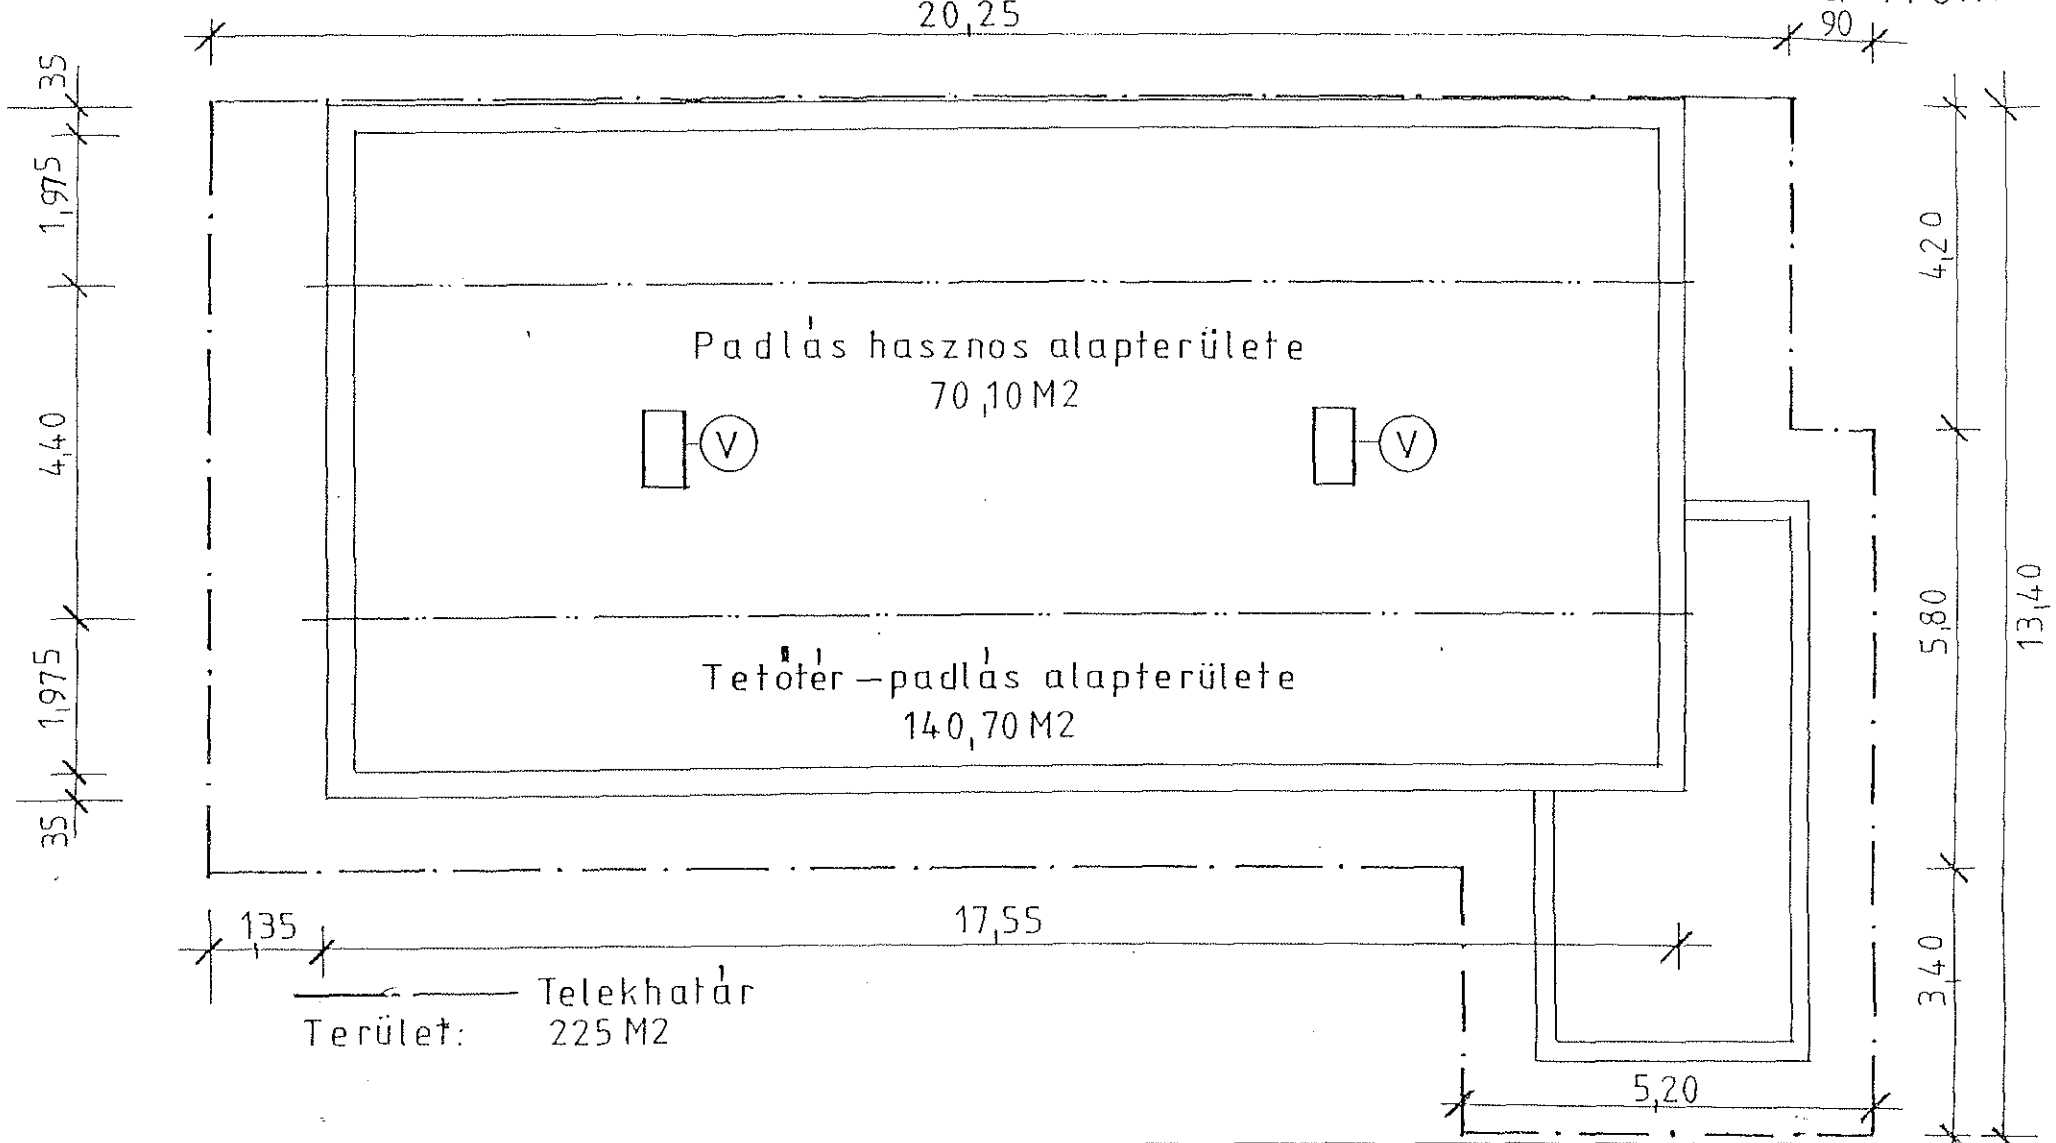 20,25
90
35
1,975
4,40
1,975
35
Padlás hasznos alapterülete
70,10 M2
V
V
Tetőtér – padlás alapterülete
140,70 M2
4,20
5,80
3,40
13,40
135
17,55
Telekhatár
Terület: 225 M2
5,20